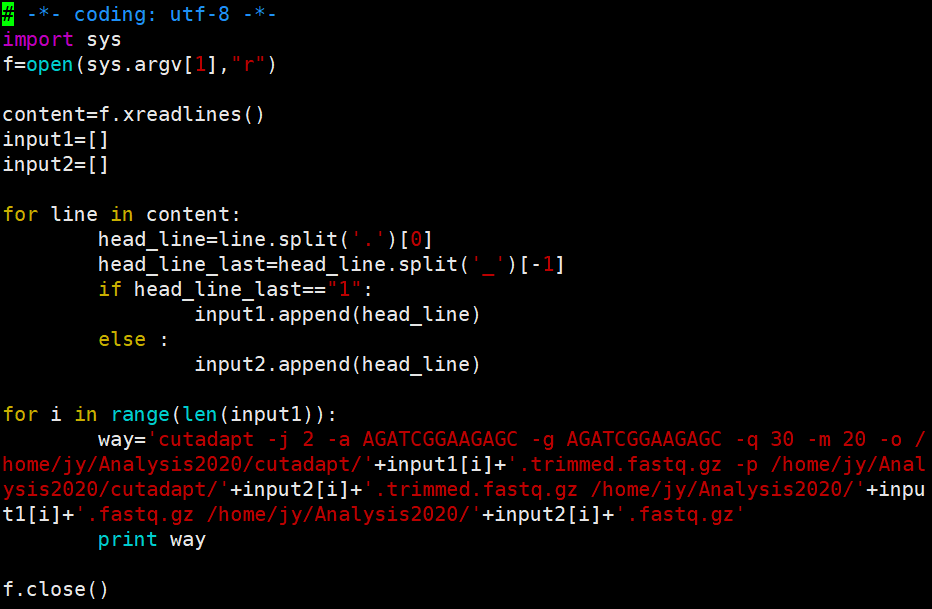 # -*- coding: utf-8 -*-
import sys
f=open(sys.argv[1],"r")

content=f.xreadlines()
input1=[]
input2=[]

for line in content:
        head_line=line.split('.')[0]
        head_line_last=head_line.split('_')[-1]
        if head_line_last=="1":
                input1.append(head_line)
        else :
                input2.append(head_line)

for i in range(len(input1)):
        way='cutadapt -j 2 -a AGATCGGAAGAGC -g AGATCGGAAGAGC -q 30 -m 20 -o /
home/jy/Analysis2020/cutadapt/'+input1[i]+'.trimmed.fastq.gz -p /home/jy/Anal
ysis2020/cutadapt/'+input2[i]+'.trimmed.fastq.gz /home/jy/Analysis2020/'+inpu
t1[i]+'.fastq.gz /home/jy/Analysis2020/'+input2[i]+'.fastq.gz'
        print way

f.close()